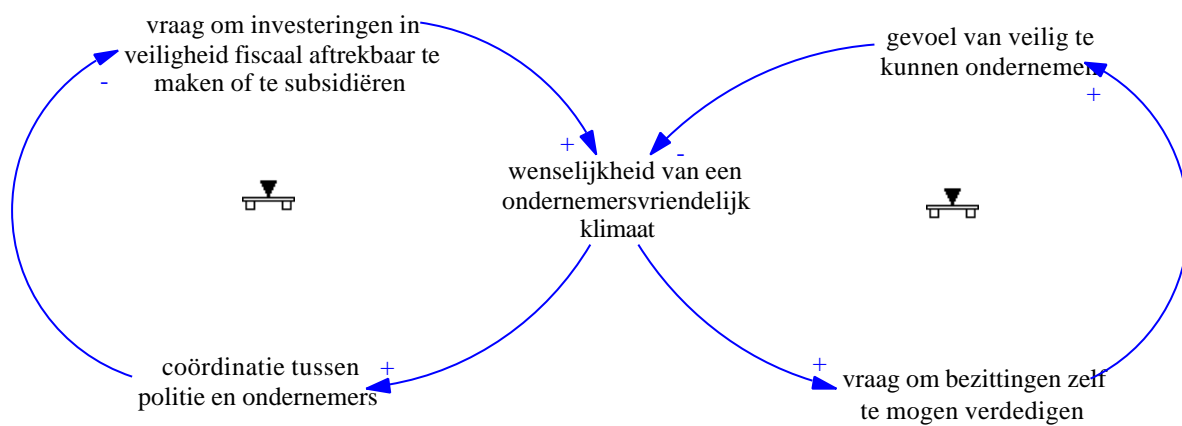 vraag om investeringen in
veiligheid fiscaal aftrekbaar te
maken of te subsidiëren
-
+
wenselijkheid van een
ondernemersvriendelijk
klimaat
gevoel van veilig te
kunnen ondernemen
+
-
coördinatie tussen
politie en ondernemers
+
+
vraag om bezittingen zelf
te mogen verdedigen